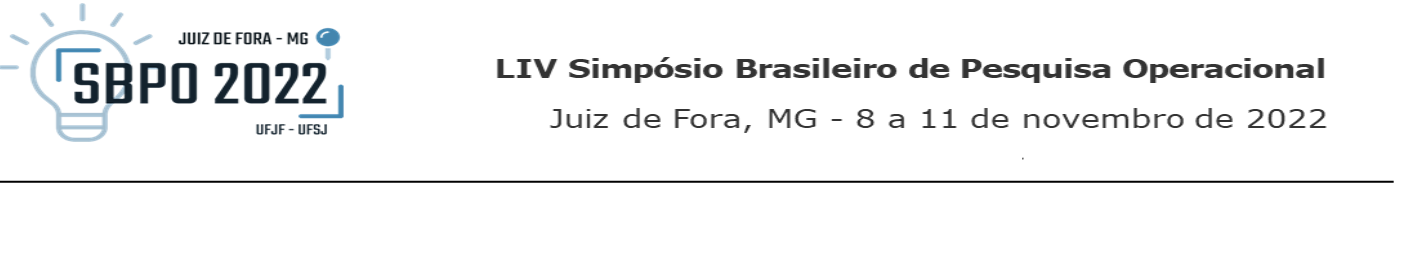 JUIZ DE FORA - MG
SBPO 2022
UFJF - UFSJ
LIV Simpósio Brasileiro de Pesquisa Operacional
Juiz de Fora, MG - 8 a 11 de novembro de 2022